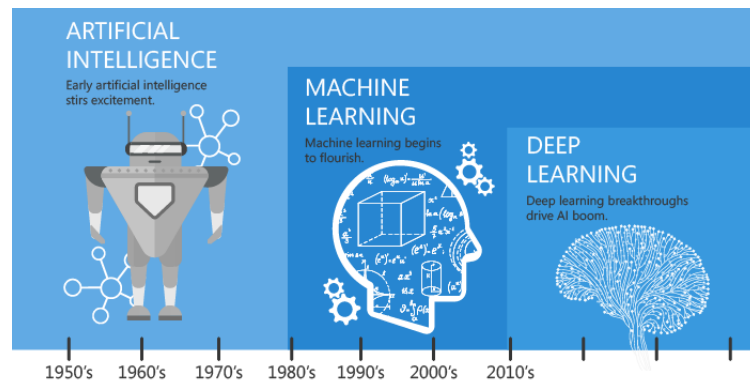 ARTIFICIAL
INTELLIGENCE
Early artificial intelligence
stirs excitement.
MACHINE
LEARNING
Machine learning begins
to flourish.
DEEP
LEARNING
Deep learning breakthroughs
drive AI boom.
1950's 1960's 1970's 1980's 1990's 2000's 2010's